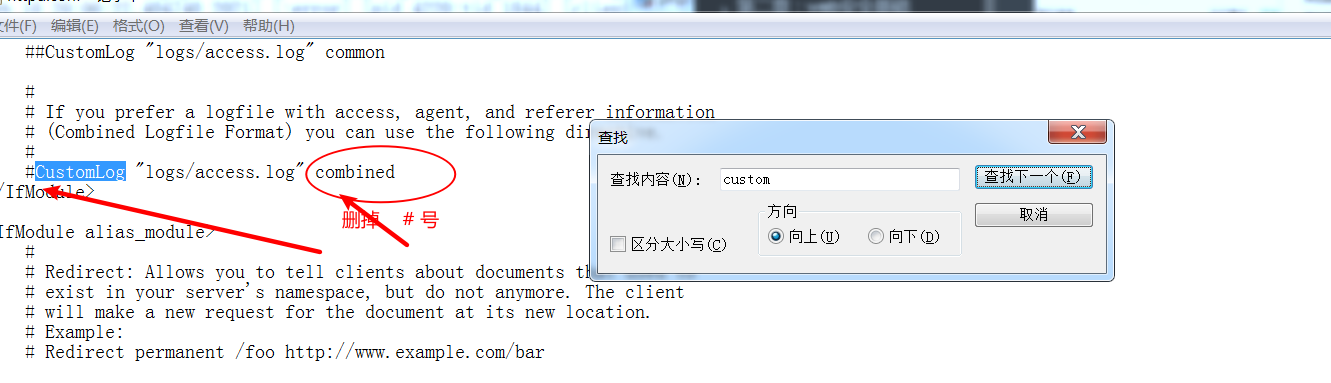 文件(F) 编辑(E) 格式(O) 查看(V) 帮助(H)
##CustomLog "logs/access.log" common
#
# If you prefer a logfile with access, agent, and referer information
# (Combined Logfile Format) you can use the following
#
#CustomLog "logs/access.log" combined
/IfModule>
删掉 # 号
IfModule alias_module>
#
# Redirect: Allows you to tell clients about documents
# exist in your server's namespace, but do not anymore. The client
# will make a new request for the document at its new location.
# Example:
# Redirect permanent /foo http://www.example.com/bar
查找
查找内容(N): custom
查找下一个(F)
方向
取消
区分大小写(C)
向上(U) 向下(D)